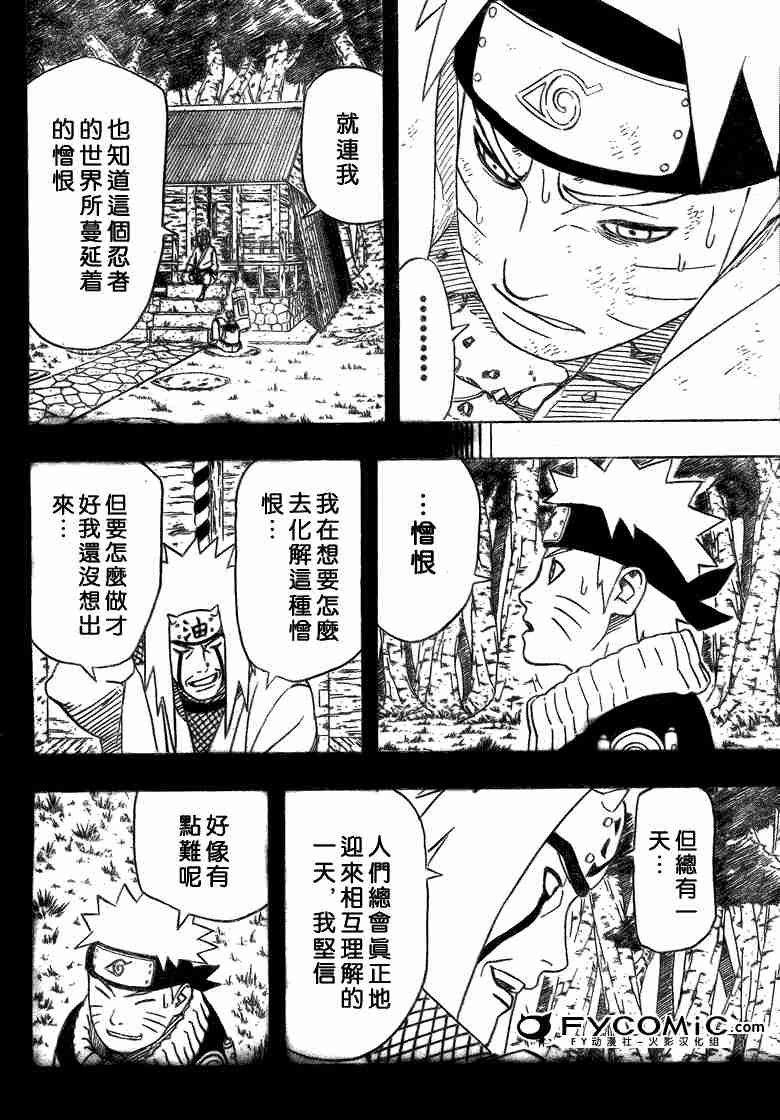 ………
就連我
也知道這個忍者
的世界所蔓延着
的憎恨
…憎恨
我在想要怎麼
去化解這種憎
恨…
但要怎麼做才
好我還沒想出
來…
油
但總有一
天…
人們總會真正地
迎來相互理解的
一天，我堅信
好像有
點難呢
FYCOMIC.com
FY动漫社-火影汉化组